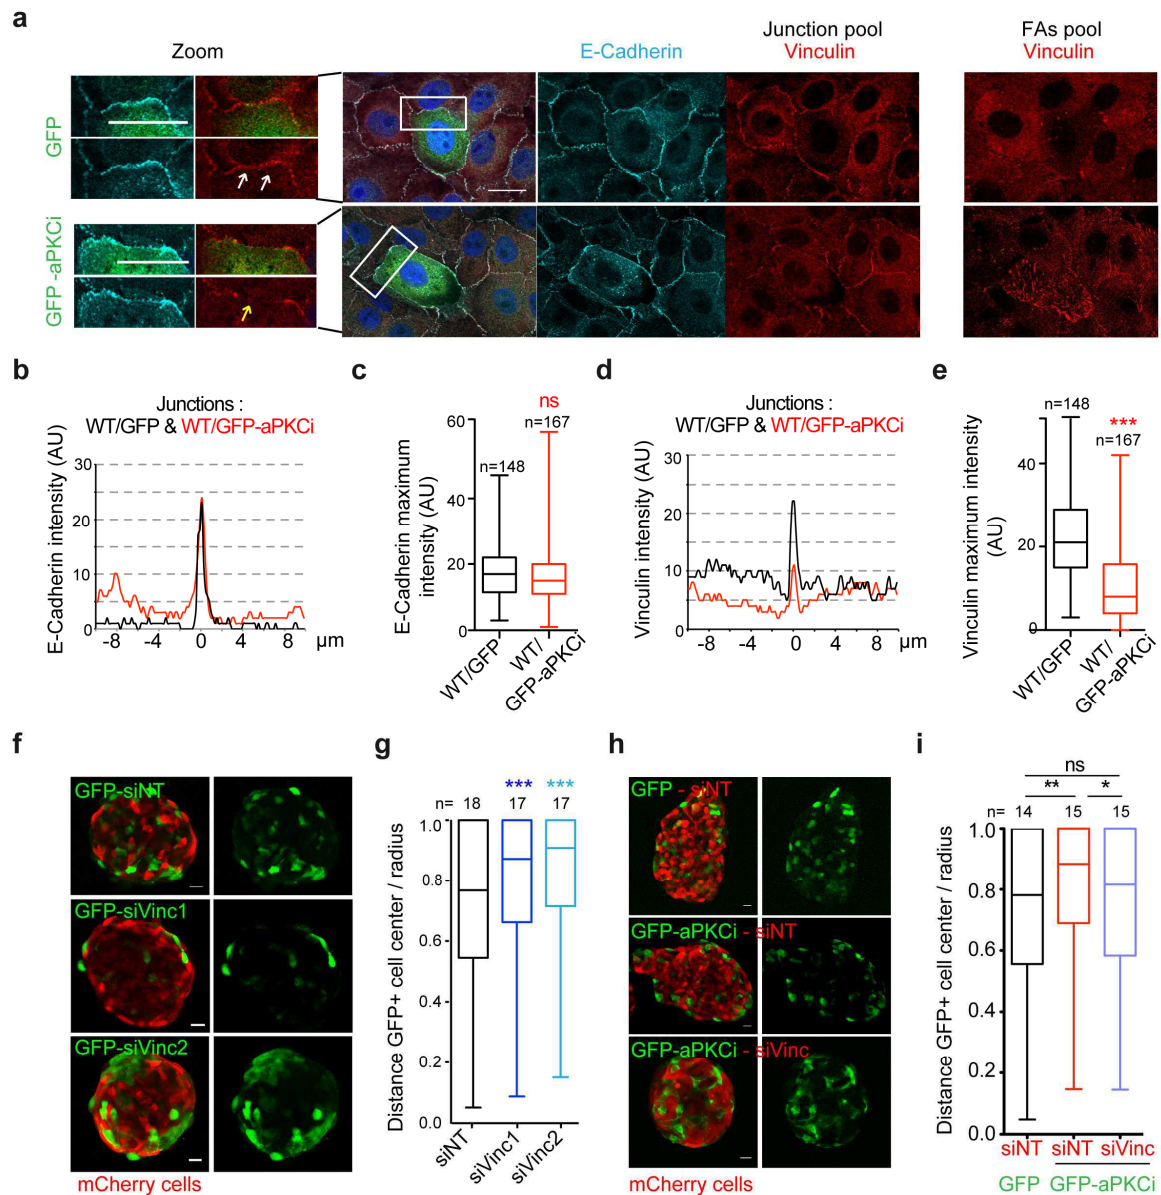 a
Zoom
E-Cadherin
Junction pool
Vinculin
FAs pool
Vinculin
GFP
GFP -aPKCi
b
Junctions :
WT/GFP & WT/GFP-aPKCi
E-Cadherin intensity (AU)
30
20
10
0
-8 -4 0 4 8 µm
c
ns
n=167
n=148
E-Cadherin maximum
intensity (AU)
60
40
20
0
WT/GFP
WT/
GFP-aPKCi
d
Junctions :
WT/GFP & WT/GFP-aPKCi
Vinculin intensity (AU)
30
20
10
0
-8 -4 0 4 8 µm
e
n=148
***
n=167
Vinculin maximum intensity
(AU)
40
20
0
WT/GFP
WT/
GFP-aPKCi
f
GFP-siNT
GFP-siVinc1
GFP-siVinc2
mCherry cells
g
*** ***
n= 18 17 17
Distance GFP+ cell center / radius
1.0
0.8
0.6
0.4
0.2
0.0
siNT
siVinc1
siVinc2
h
GFP - siNT
GFP-aPKCi - siNT
GFP-aPKCi - siVinc
mCherry cells
i
ns
** *
n= 14 15 15
Distance GFP+ cell center / radius
1.0
0.8
0.6
0.4
0.2
0.0
siNT siNT siVinc
GFP GFP-aPKCi